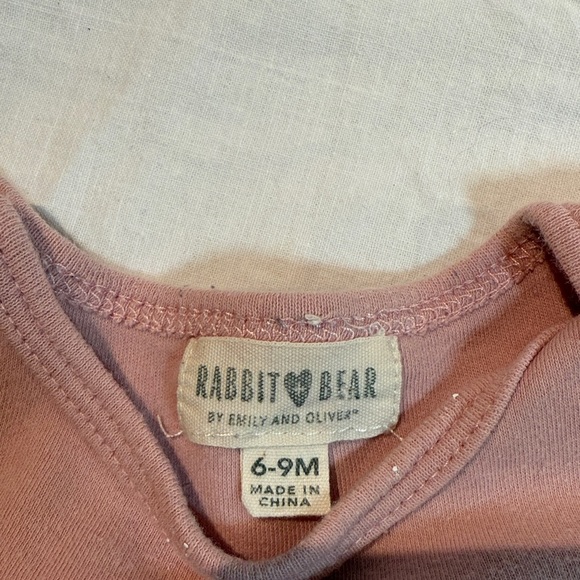 RABBIT BEAR
BY EMILY AND OLIVER™
6-9M
MADE IN
CHINA